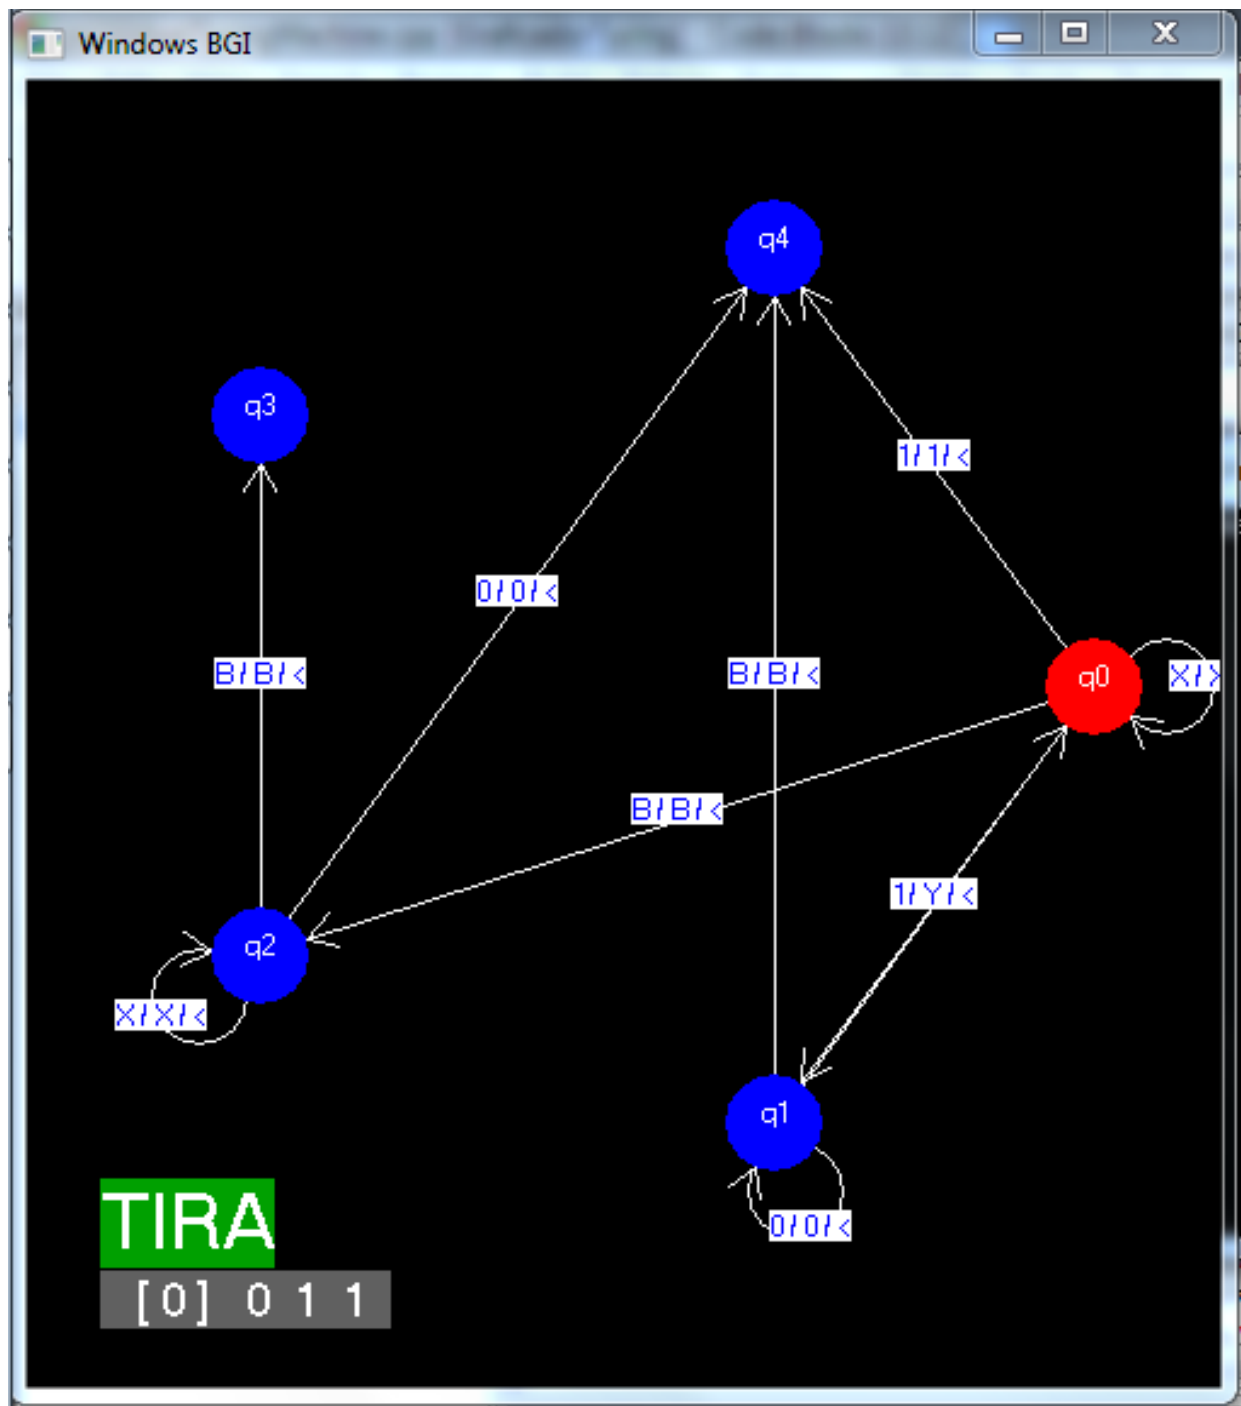 Windows BGI
q4
q3
1/1/<
0/0/<
B/B/<
B/B/<
q0
X/
B/B/<
1/Y/<
q2
X/X/<
q1
0/0/<
TIRA
[0] 0 1 1